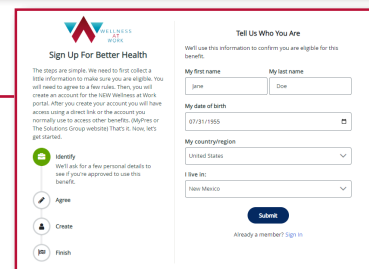 WELLNESS
AT
WORK
Sign Up For Better Health
The steps are simple. We need to first collect a
little information to make sure you are eligible. You
will need to agree to a few rules. Then, you will
create an account for the NEW Wellness at Work
portal. After you create your account you will have
access using a direct link or the account you
normally use to access other benefits. (MyPres or
The Solutions Group website) That's it. Now, let's
get started.
Identify
We'll ask for a few personal details to
see if you're approved to use this
benefit.
Agree
Create
Finish
Tell Us Who You Are
We'll use this information to confirm you are eligible for this
benefit.
My first name My last name
Jane Doe
My date of birth
07/31/1955
My country/region
United States
I live in:
New Mexico
Submit
Already a member? Sign In